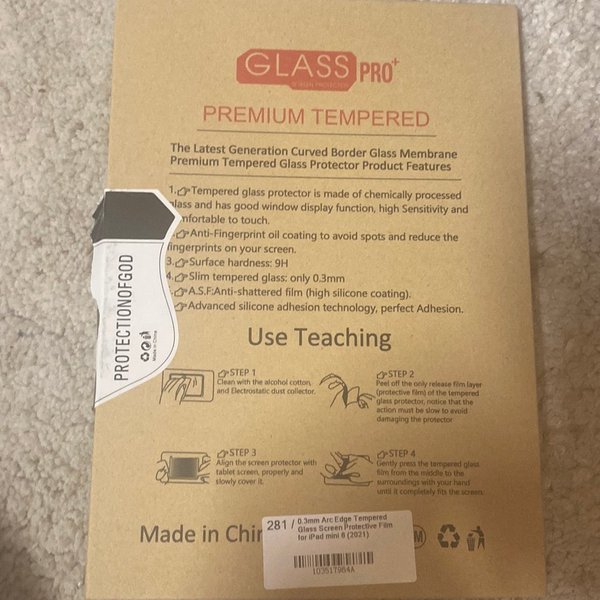 GLASS PRO+
SCREEN PROTECTOR
PREMIUM TEMPERED
The Latest Generation Curved Border Glass Membrane
Premium Tempered Glass Protector Product Features
1. Tempered glass protector is made of chemically processed
glass and has good window display function, high Sensitivity and
mfortable to touch.
Anti-Fingerprint oil coating to avoid spots and reduce the
fingerprints on your screen.
3. Surface hardness: 9H
4. Slim tempered glass: only 0.3mm
A.S.F:Anti-shattered film (high silicone coating).
Advanced silicone adhesion technology, perfect Adhesion.
PROTECTIONOFGOD
Made in China
Use Teaching
STEP 1
Clean with the alcohol cotton,
and Electrostatic dust collector.
STEP 2
Peel off the only release film layer
(protective film) of the tempered
glass protector, notice that the
action must be slow to avoid
damaging the protector
STEP 3
Align the screen protector with
tablet screen, properly and
slowly cover it.
STEP 4
Gently press the tempered glass
film from the middle to the
surroundings with your hand
until it completely fits the screen.
Made in Chin
281 / 0.3mm Arc Edge Tempered
Glass Screen Protective Film
for iPad mini 6 (2021)
103517984A